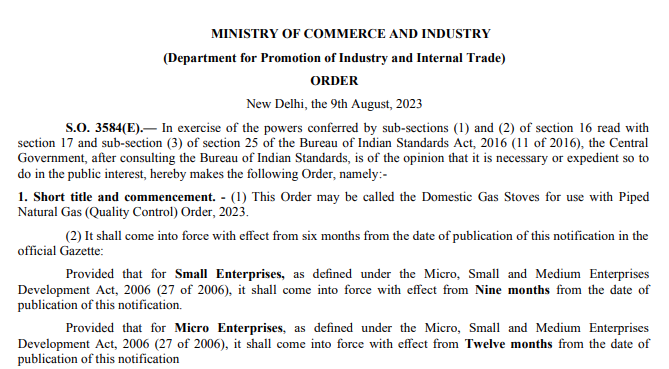 MINISTRY OF COMMERCE AND INDUSTRY
(Department for Promotion of Industry and Internal Trade)
ORDER
New Delhi, the 9th August, 2023
S.O. 3584(E).— In exercise of the powers conferred by sub-sections (1) and (2) of section 16 read with
section 17 and sub-section (3) of section 25 of the Bureau of Indian Standards Act, 2016 (11 of 2016), the Central
Government, after consulting the Bureau of Indian Standards, is of the opinion that it is necessary or expedient so to
do in the public interest, hereby makes the following Order, namely:-
1. Short title and commencement. - (1) This Order may be called the Domestic Gas Stoves for use with Piped
Natural Gas (Quality Control) Order, 2023.
(2) It shall come into force with effect from six months from the date of publication of this notification in the
official Gazette:
Provided that for Small Enterprises, as defined under the Micro, Small and Medium Enterprises
Development Act, 2006 (27 of 2006), it shall come into force with effect from Nine months from the date of
publication of this notification.
Provided that for Micro Enterprises, as defined under the Micro, Small and Medium Enterprises
Development Act, 2006 (27 of 2006), it shall come into force with effect from Twelve months from the date of
publication of this notification